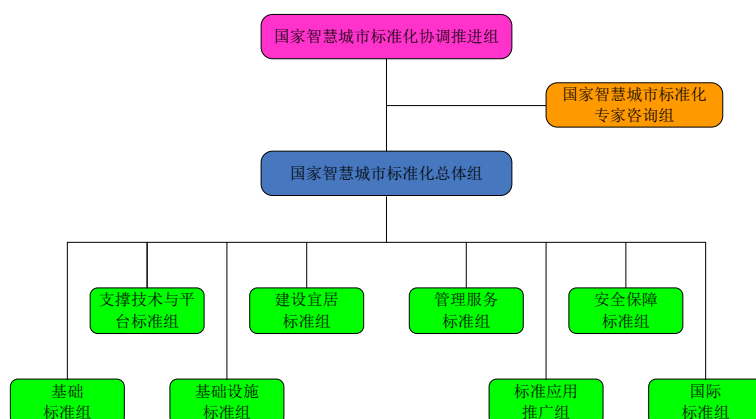 国家智慧城市标准化协调推进组
国家智慧城市标准化
专家咨询组
国家智慧城市标准化总体组
支撑技术与平
台标准组
建设宜居
标准组
管理服务
标准组
安全保障
标准组
基础
标准组
基础设施
标准组
标准应用
推广组
国际
标准组